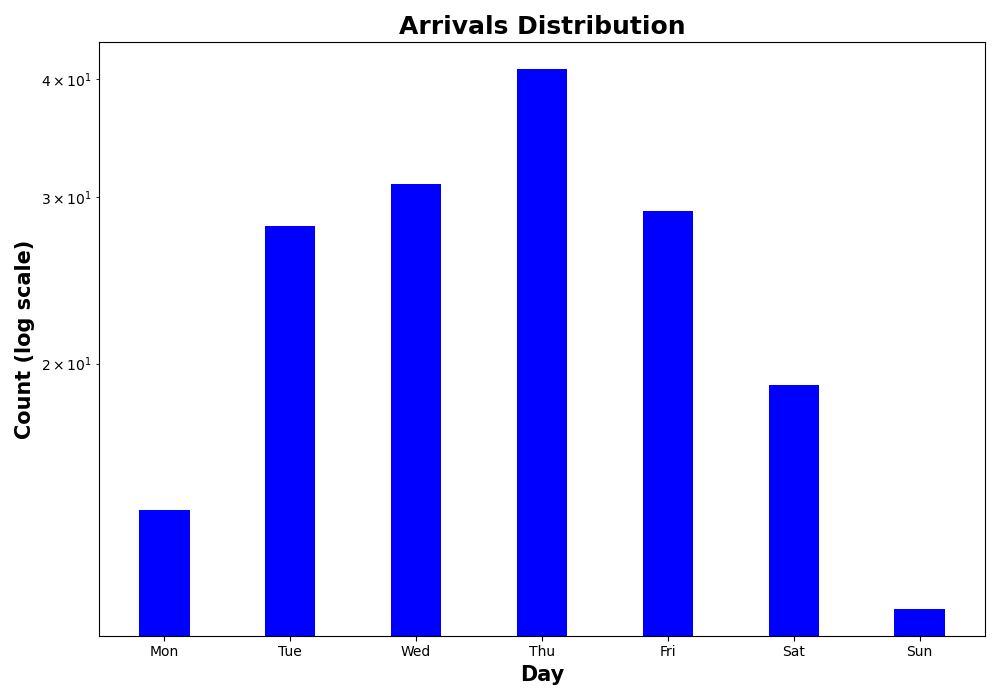 Arrivals Distribution
4 × 10¹
3 × 10¹
2 × 10¹
Count (log scale)
Mon Tue Wed Thu Fri Sat Sun
Day